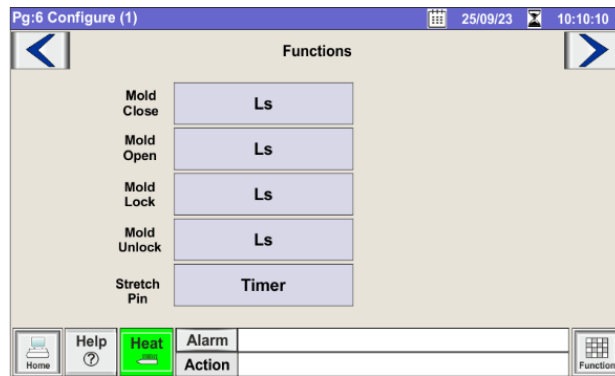 Pg:6 Configure (1) 25/09/23 10:10:10
Functions
Mold
Close
Ls
Mold
Open
Ls
Mold
Lock
Ls
Mold
Unlock
Ls
Stretch
Pin
Timer
Home
Help
?
Heat
Alarm
Action
Function